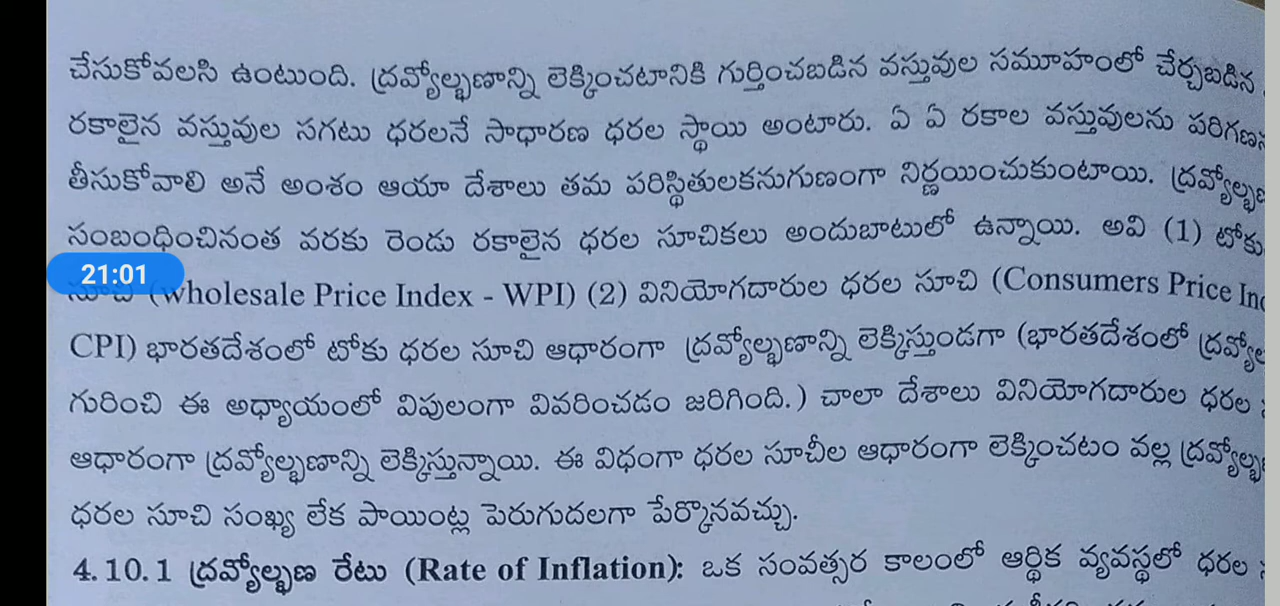 చేసుకోవలసి ఉంటుంది. ద్రవ్యోల్బణాన్ని లెక్కించటానికి గుర్తించబడిన వస్తువుల సమూహంలో చేర్చబడిన
రకాలైన వస్తువుల సగటు ధరలనే సాధారణ ధరల స్థాయి అంటారు. ఏ ఏ రకాల వస్తువులను
తీసుకోవాలి అనే అంశం ఆయా దేశాలు తమ పరిస్థితులకనుగుణంగా నిర్ణయించుకుంటాయి.
సంబంధించినంత వరకు రెండు రకాలైన ధరల సూచికలు అందుబాటులో ఉన్నాయి. అవి (1) టోకు
21:01
(wholesale Price Index - WPI) (2) వినియోగదారుల ధరల సూచి (Consumers Price
CPI) భారతదేశంలో టోకు ధరల సూచి ఆధారంగా ద్రవ్యోల్బణాన్ని లెక్కిస్తుండగా (భారతదేశంలో
గురించి ఈ అధ్యాయంలో విపులంగా వివరించడం జరిగింది.) చాలా దేశాలు వినియోగదారుల ధరల
ఆధారంగా ద్రవ్యోల్బణాన్ని లెక్కిస్తున్నాయి. ఈ విధంగా ధరల సూచీల ఆధారంగా లెక్కించటం వల్ల
ధరల సూచి సంఖ్య లేక పాయింట్ల పెరుగుదలగా పేర్కొనవచ్చు.
4.10.1 ద్రవ్యోల్బణ రేటు (Rate of Inflation): ఒక సంవత్సర కాలంలో ఆర్థిక వ్యవస్థలో ధరల